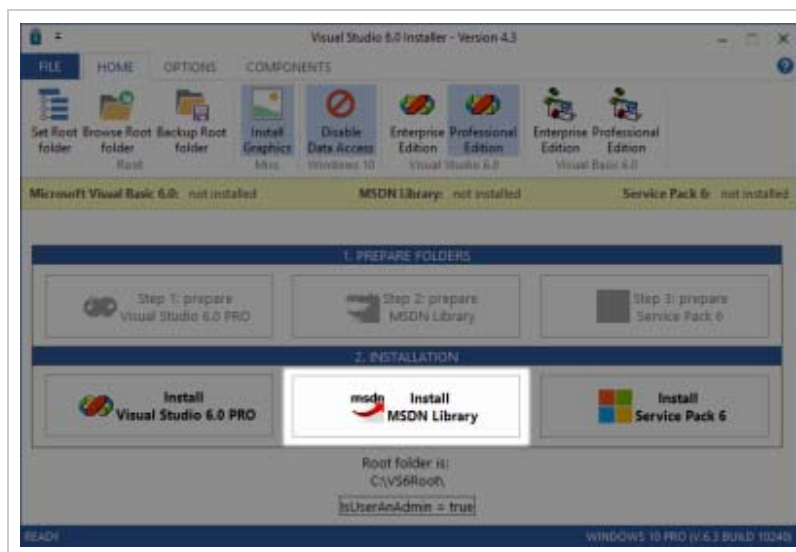 Visual Studio 6.0 Installer - Version 4.3
FILE HOME OPTIONS COMPONENTS
Set Root folder
Browse Root folder
Backup Root folder
Install Graphics
Disable Data Access
Enterprise Edition
Professional Edition
Enterprise Edition
Professional Edition
Root Misc Windows 10 Visual Studio 6.0 Visual Basic 6.0
Microsoft Visual Basic 6.0: not installed MSDN Library: not installed Service Pack 6: not installed
1. PREPARE FOLDERS
Step 1: prepare
Visual Studio 6.0 PRO
Step 2: prepare
MSDN Library
Step 3: prepare
Service Pack 6
2. INSTALLATION
Install
Visual Studio 6.0 PRO
msdn
Install
MSDN Library
Install
Service Pack 6
Root folder is:
C:\VS6Root\
IsUserAnAdmin = true
READY WINDOWS 10 PRO (V.6.3 BUILD 10240)